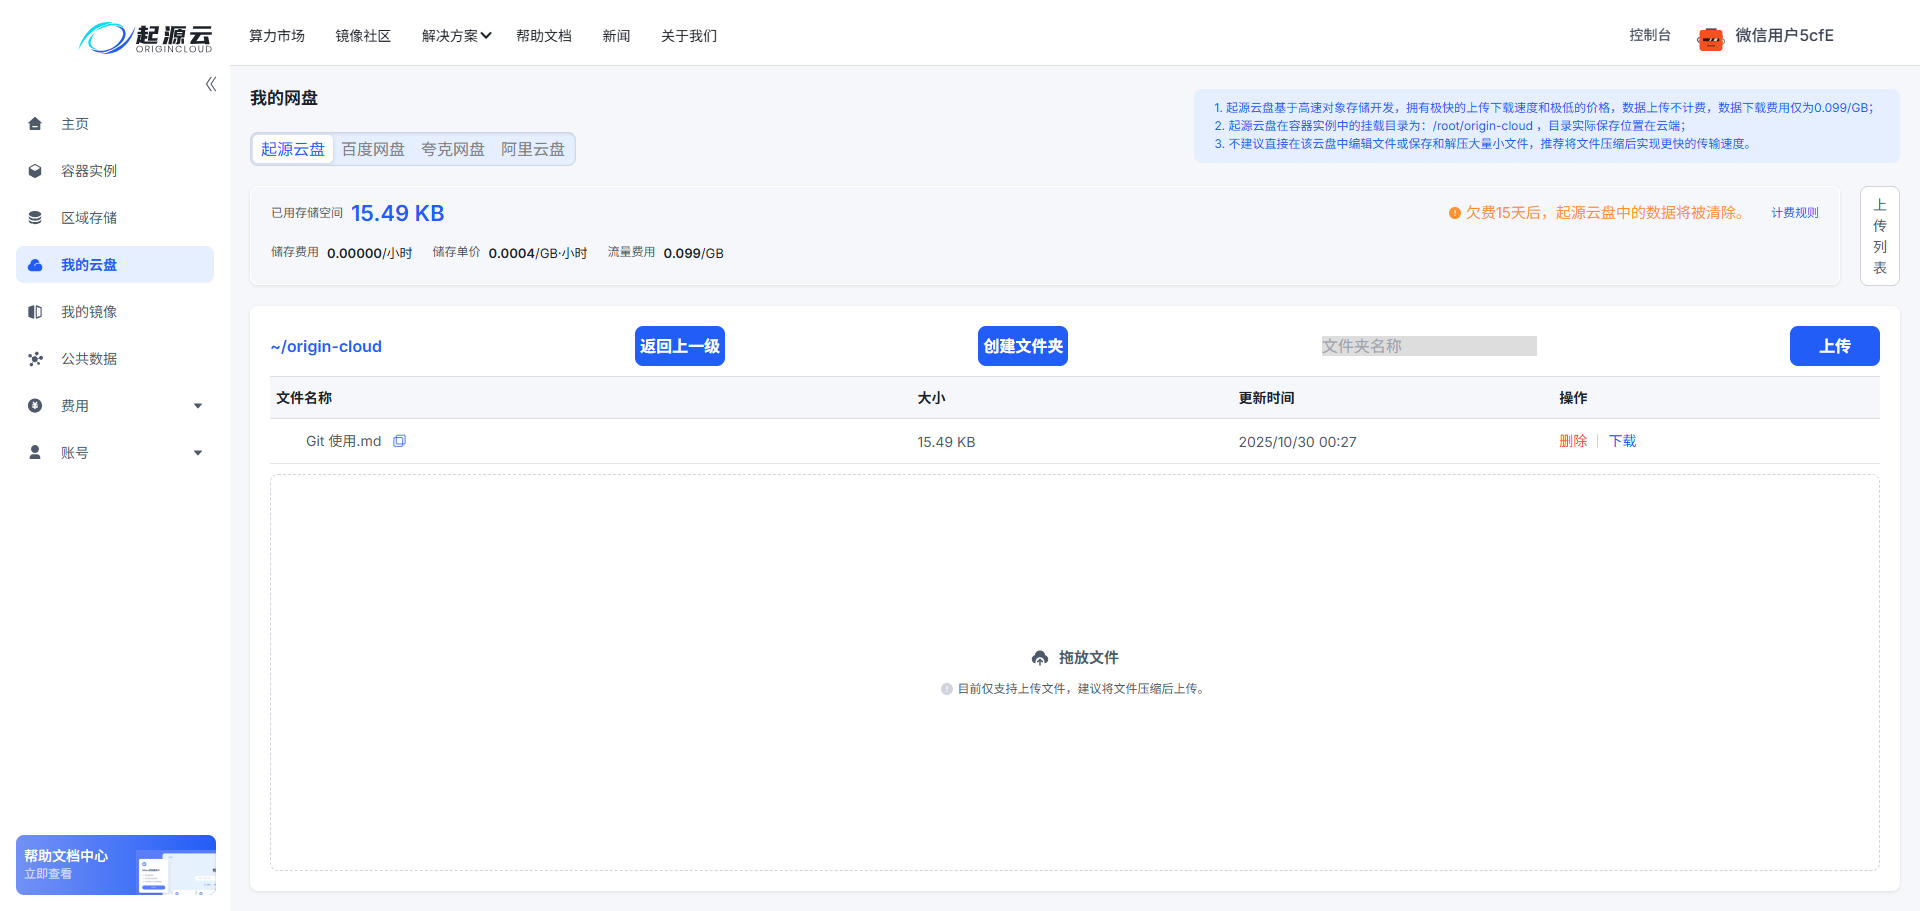 起源云
ORIGINCLOUD
算力市场
镜像社区
解决方案
帮助文档
新闻
关于我们
控制台
微信用户5cfE
主页
容器实例
区域存储
我的云盘
我的镜像
公共数据
费用
账号
帮助文档中心
立即查看
我的网盘
起源云盘
百度网盘
夸克网盘
阿里云盘
1. 起源云盘基于高速对象存储开发，拥有极快的上传下载速度和极低的价格，数据上传不计费，数据下载费用仅为0.099/GB；
2. 起源云盘在容器实例中的挂载目录为：/root/origin-cloud ，目录实际保存位置在云端；
3. 不建议直接在该云盘中编辑文件或保存和解压大量小文件，推荐将文件压缩后实现更快的传输速度。
已用存储空间 15.49 KB
欠费15天后，起源云盘中的数据将被清除。
计费规则
储存费用 0.00000/小时
储存单价 0.0004/GB·小时
流量费用 0.099/GB
上
传
列
表
~/origin-cloud
返回上一级
创建文件夹
文件夹名称
上传
文件名称
大小
更新时间
操作
Git 使用.md
15.49 KB
2025/10/30 00:27
删除
下载
拖放文件
目前仅支持上传文件，建议将文件压缩后上传。